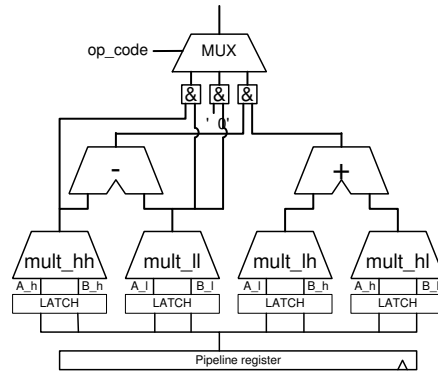 op_code
MUX
& & &
' 0'
- +
mult_hh mult_ll mult_lh mult_hl
A_h B_h A_l B_l A_l B_h A_h B_l
LATCH LATCH LATCH LATCH
Pipeline register